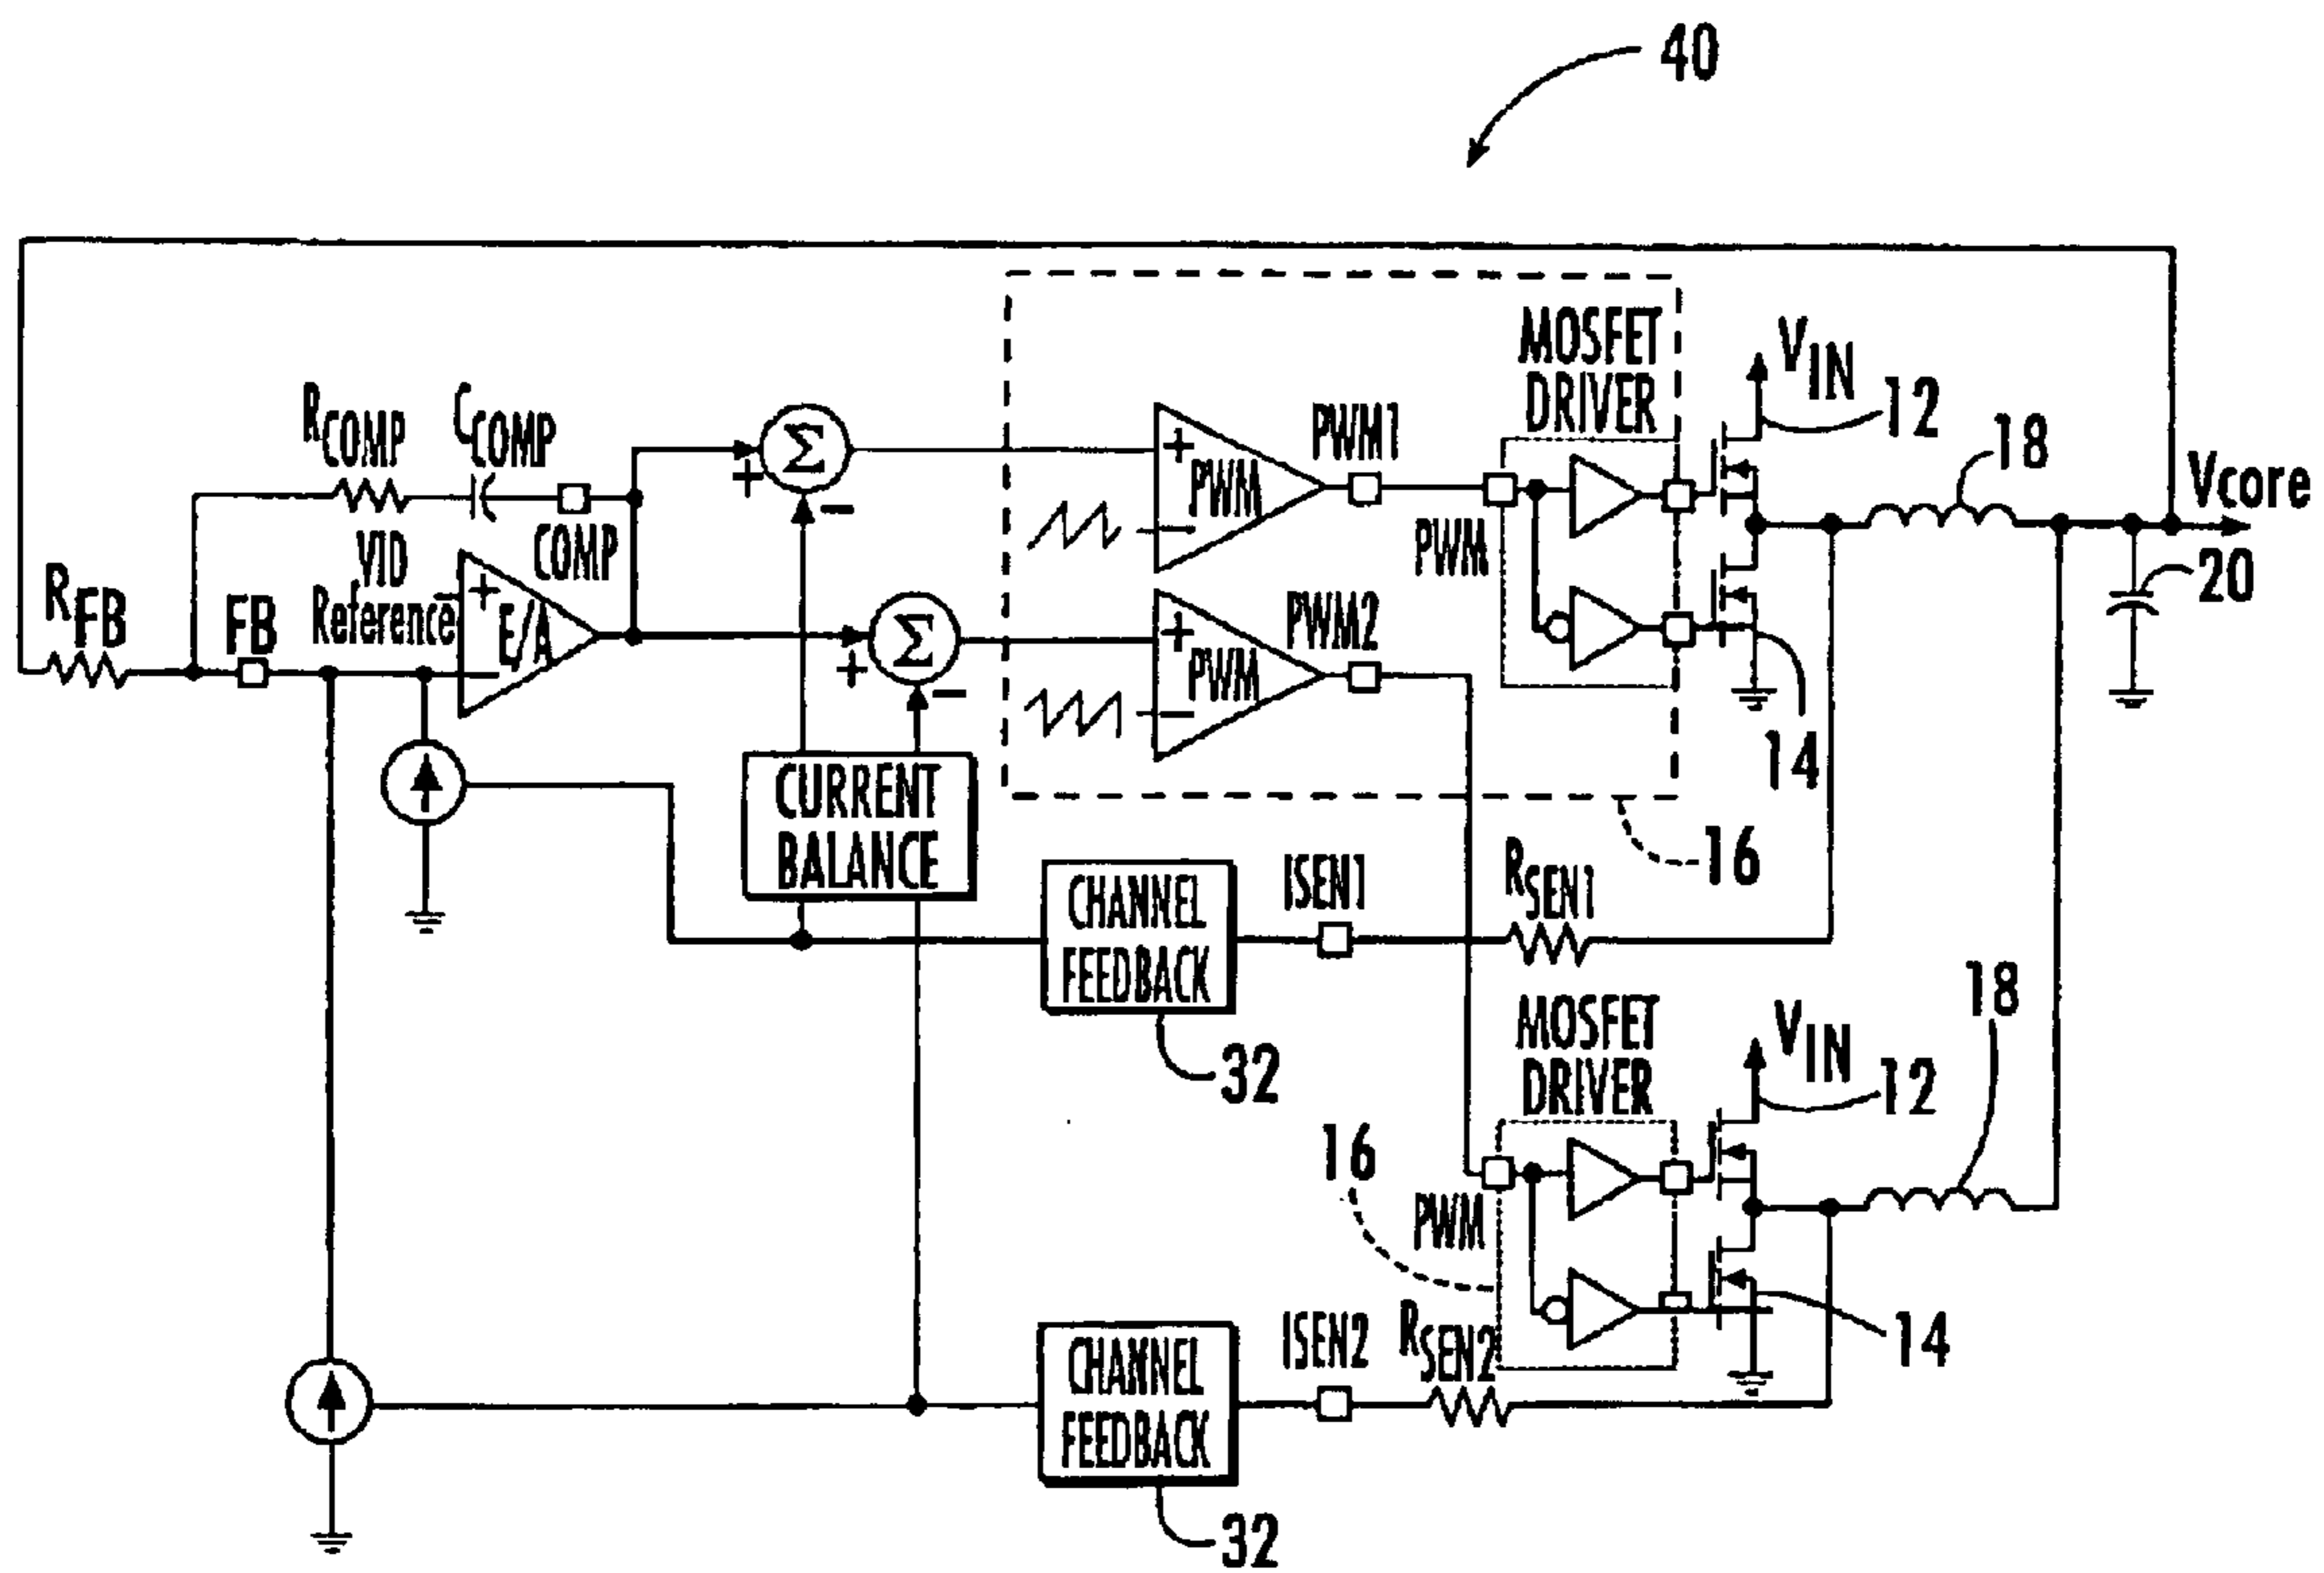 40
MOSFET
DRIVER
VIN
12
18
Vcore
20
RCOMP
CCOMP
COMP
VID
Reference
RFB
FB
+
E/A
−
Σ
+
−
Σ
+
−
+
PWM
−
PWM1
PWM
+
PWM
−
PWM2
14
16
CURRENT
BALANCE
CHANNEL
FEEDBACK
32
ISEN1
RSEN1
MOSFET
DRIVER
VIN
12
18
16
PWM
14
CHANNEL
FEEDBACK
32
ISEN2
RSEN2